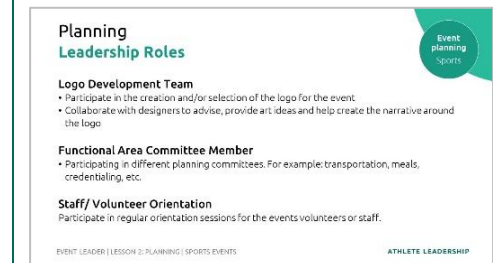 Planning
Leadership Roles
Event
planning
Sports
Logo Development Team
• Participate in the creation and/or selection of the logo for the event
• Collaborate with designers to advise, provide art ideas and help create the narrative around
the logo
Functional Area Committee Member
• Participating in different planning committees. For example: transportation, meals,
credentialing, etc.
Staff/ Volunteer Orientation
Participate in regular orientation sessions for the events volunteers or staff.
EVENT LEADER | LESSON 2: PLANNING | SPORTS EVENTS
ATHLETE LEADERSHIP